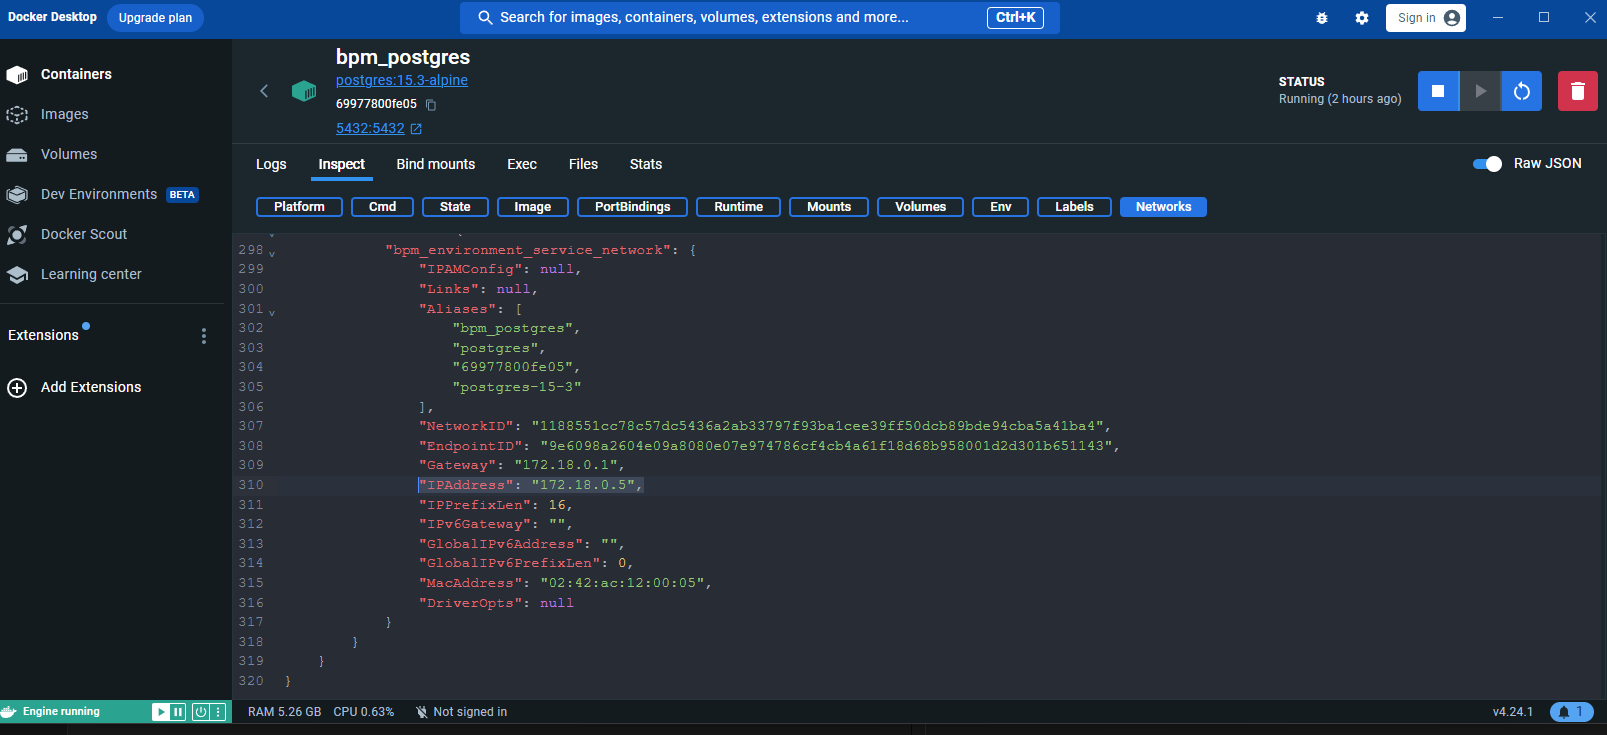 Docker Desktop
Upgrade plan
Search for images, containers, volumes, extensions and more...
Ctrl+K
Sign in
Containers
Images
Volumes
Dev Environments BETA
Docker Scout
Learning center
Extensions
Add Extensions
bpm_postgres
postgres:15.3-alpine
69977800fe05
5432:5432
STATUS
Running (2 hours ago)
Logs Inspect Bind mounts Exec Files Stats
Raw JSON
Platform Cmd State Image PortBindings Runtime Mounts Volumes Env Labels Networks
298 "bpm_environment_service_network": {
299 "IPAMConfig": null,
300 "Links": null,
301 "Aliases": [
302 "bpm_postgres",
303 "postgres",
304 "69977800fe05",
305 "postgres-15-3"
306 ],
307 "NetworkID": "1188551cc78c57dc5436a2ab33797f93ba1cee39ff50dcb89bde94cba5a41ba4",
308 "EndpointID": "9e6098a2604e09a8080e07e974786cf4cb4a61f18d68b958001d2d301b651143",
309 "Gateway": "172.18.0.1",
310 "IPAddress": "172.18.0.5",
311 "IPPrefixLen": 16,
312 "IPv6Gateway": "",
313 "GlobalIPv6Address": "",
314 "GlobalIPv6PrefixLen": 0,
315 "MacAddress": "02:42:ac:12:00:05",
316 "DriverOpts": null
317 }
318 }
319 }
320 }
Engine running
RAM 5.26 GB CPU 0.63% Not signed in
v4.24.1
1